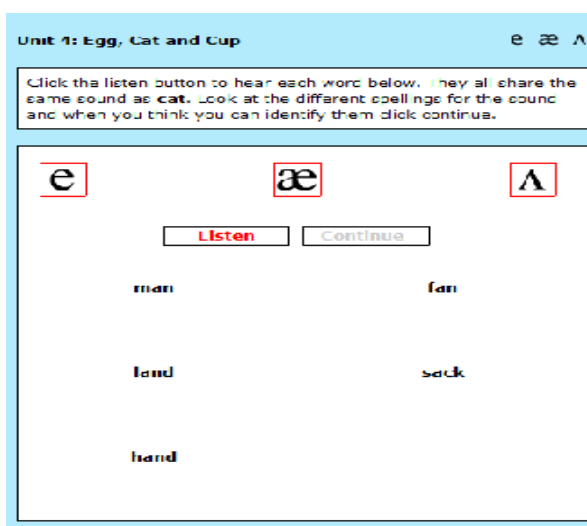 Unit 4: Egg, Cat and Cup e æ ʌ
Click the listen button to hear each word below. They all share the
same sound as cat. Look at the different spellings for the sound
and when you think you can identify them click continue.
e æ ʌ
Listen Continue
man fan
land sack
hand